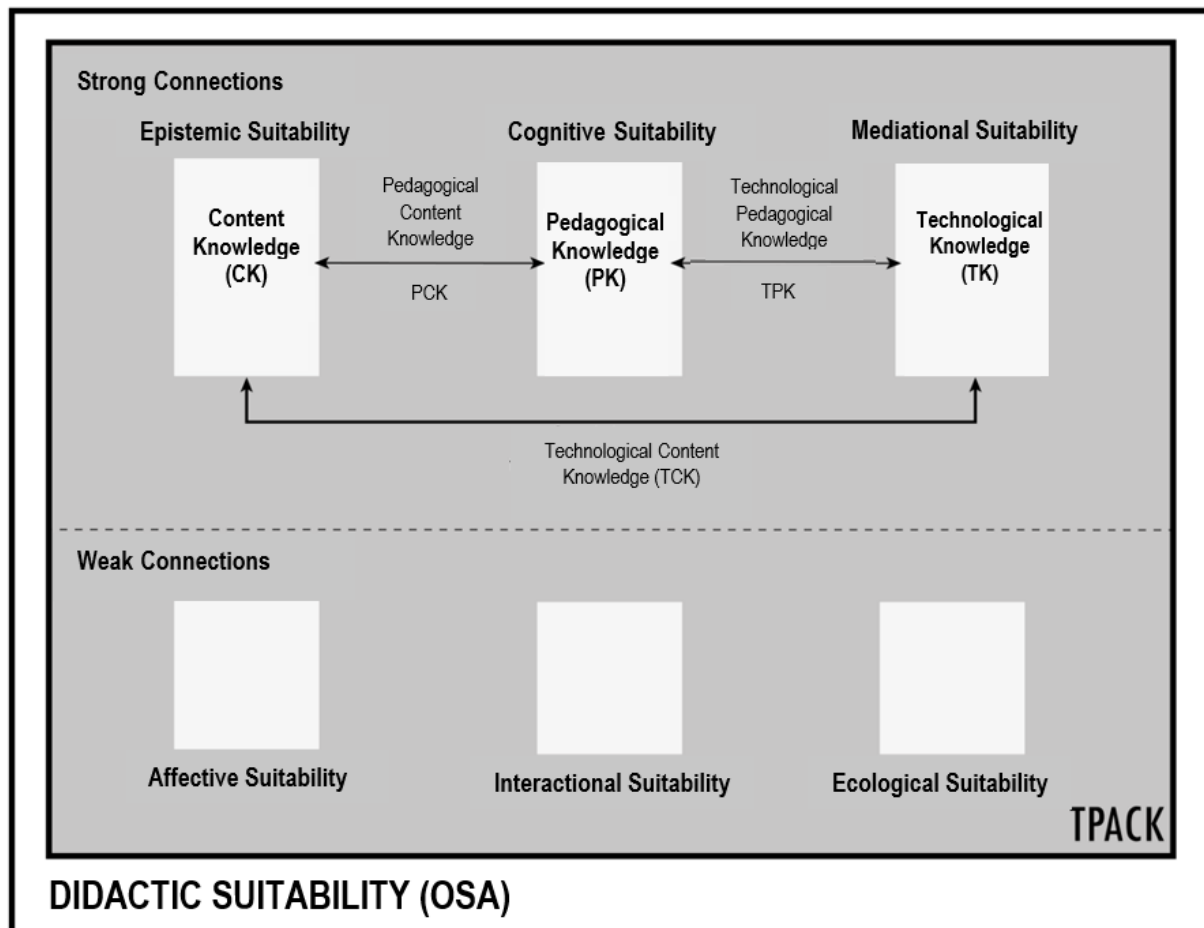 Strong Connections
Epistemic Suitability
Cognitive Suitability
Mediational Suitability
Content
Knowledge
(CK)
Pedagogical
Content
Knowledge
PCK
Pedagogical
Knowledge
(PK)
Technological
Pedagogical
Knowledge
TPK
Technological
Knowledge
(TK)
Technological Content
Knowledge (TCK)
Weak Connections
Affective Suitability
Interactional Suitability
Ecological Suitability
TPACK
DIDACTIC SUITABILITY (OSA)